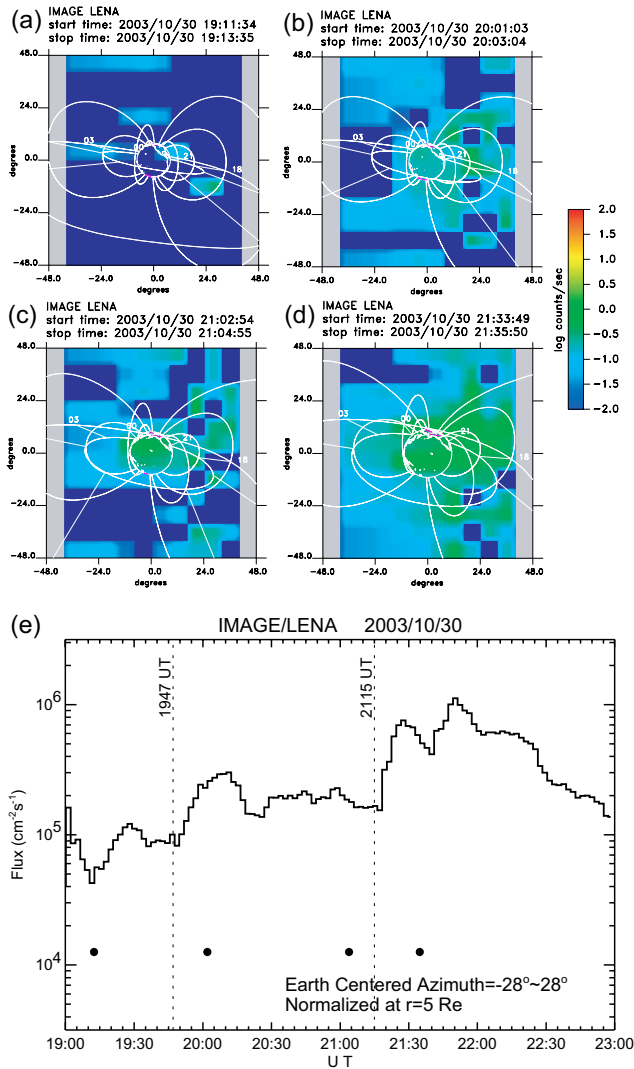 (a)
IMAGE LENA
start time: 2003/10/30 19:11:34
stop time: 2003/10/30 19:13:35
48.0
24.0
0.0
-24.0
-48.0
degrees
03
00
21
18
-48.0 -24.0 0.0 24.0 48.0
degrees
(b)
IMAGE LENA
start time: 2003/10/30 20:01:03
stop time: 2003/10/30 20:03:04
48.0
24.0
0.0
-24.0
-48.0
degrees
03
00
21
18
-48.0 -24.0 0.0 24.0 48.0
degrees
(c)
IMAGE LENA
start time: 2003/10/30 21:02:54
stop time: 2003/10/30 21:04:55
48.0
24.0
0.0
-24.0
-48.0
degrees
03
00
21
18
-48.0 -24.0 0.0 24.0 48.0
degrees
(d)
IMAGE LENA
start time: 2003/10/30 21:33:49
stop time: 2003/10/30 21:35:50
48.0
24.0
0.0
-24.0
-48.0
degrees
03
00
21
18
-48.0 -24.0 0.0 24.0 48.0
degrees
2.0
1.5
1.0
0.5
0.0
-0.5
-1.0
-1.5
-2.0
log counts/sec
(e)
IMAGE/LENA 2003/10/30
1947 UT
2115 UT
10⁶
10⁵
10⁴
Flux (cm⁻²s⁻¹)
Earth Centered Azimuth=-28°~28°
Normalized at r=5 Re
19:00 19:30 20:00 20:30 21:00 21:30 22:00 22:30 23:00
U T